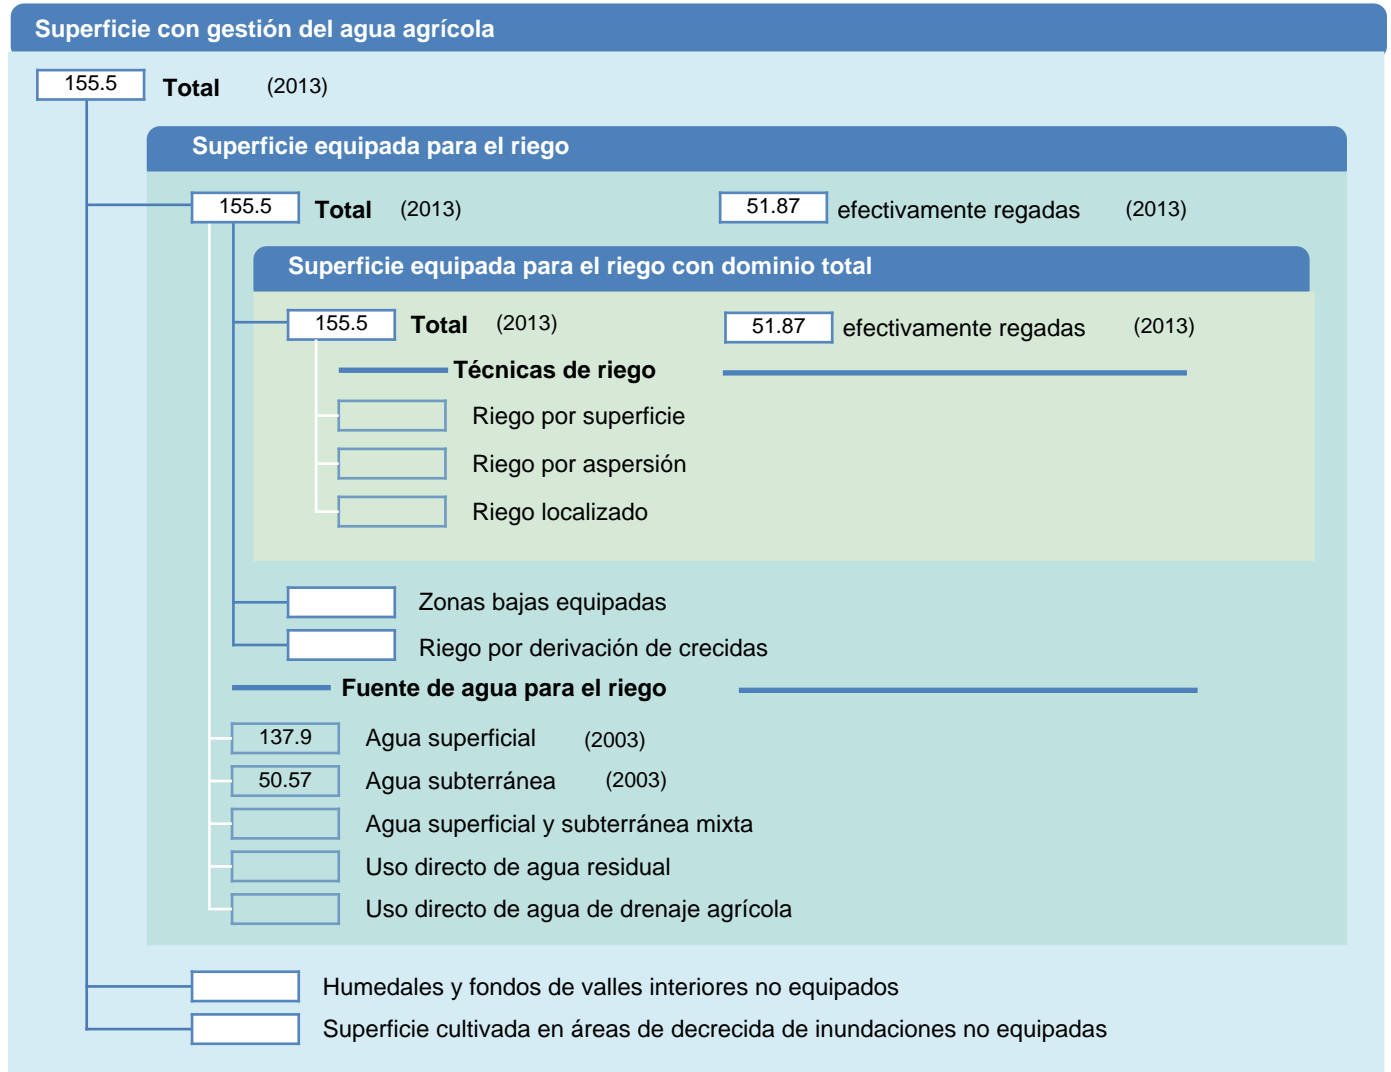 Superficie con gestión del agua agrícola
155.5 Total (2013)
Superficie equipada para el riego
155.5 Total (2013) 51.87 efectivamente regadas (2013)
Superficie equipada para el riego con dominio total
155.5 Total (2013) 51.87 efectivamente regadas (2013)
Técnicas de riego
Riego por superficie
Riego por aspersión
Riego localizado
Zonas bajas equipadas
Riego por derivación de crecidas
Fuente de agua para el riego
137.9 Agua superficial (2003)
50.57 Agua subterránea (2003)
Agua superficial y subterránea mixta
Uso directo de agua residual
Uso directo de agua de drenaje agrícola
Humedales y fondos de valles interiores no equipados
Superficie cultivada en áreas de decrecida de inundaciones no equipadas